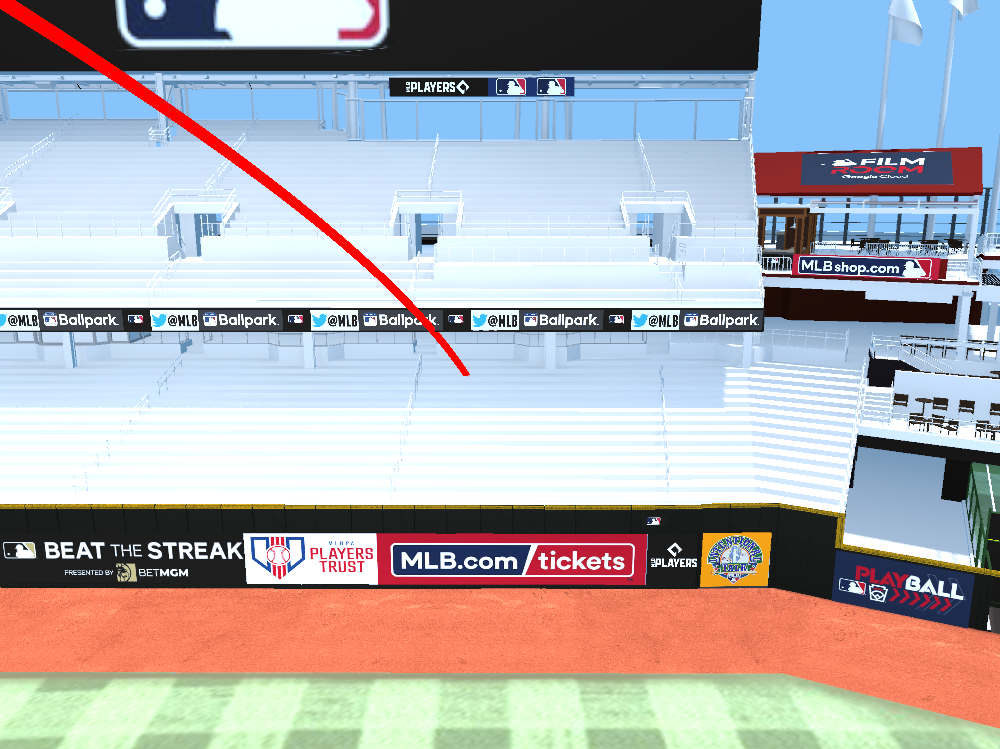 PLAYERS
FILM
ROOM
Google Cloud
MLBshop.com
@MLB Ballpark @MLB Ballpark @MLB Ballpark @MLB Ballpark @MLB Ballpark
BEAT THE STREAK
PRESENTED BY BETMGM
MLBPA
PLAYERS
TRUST
MLB.com/tickets
PLAYERS
PLAY BALL